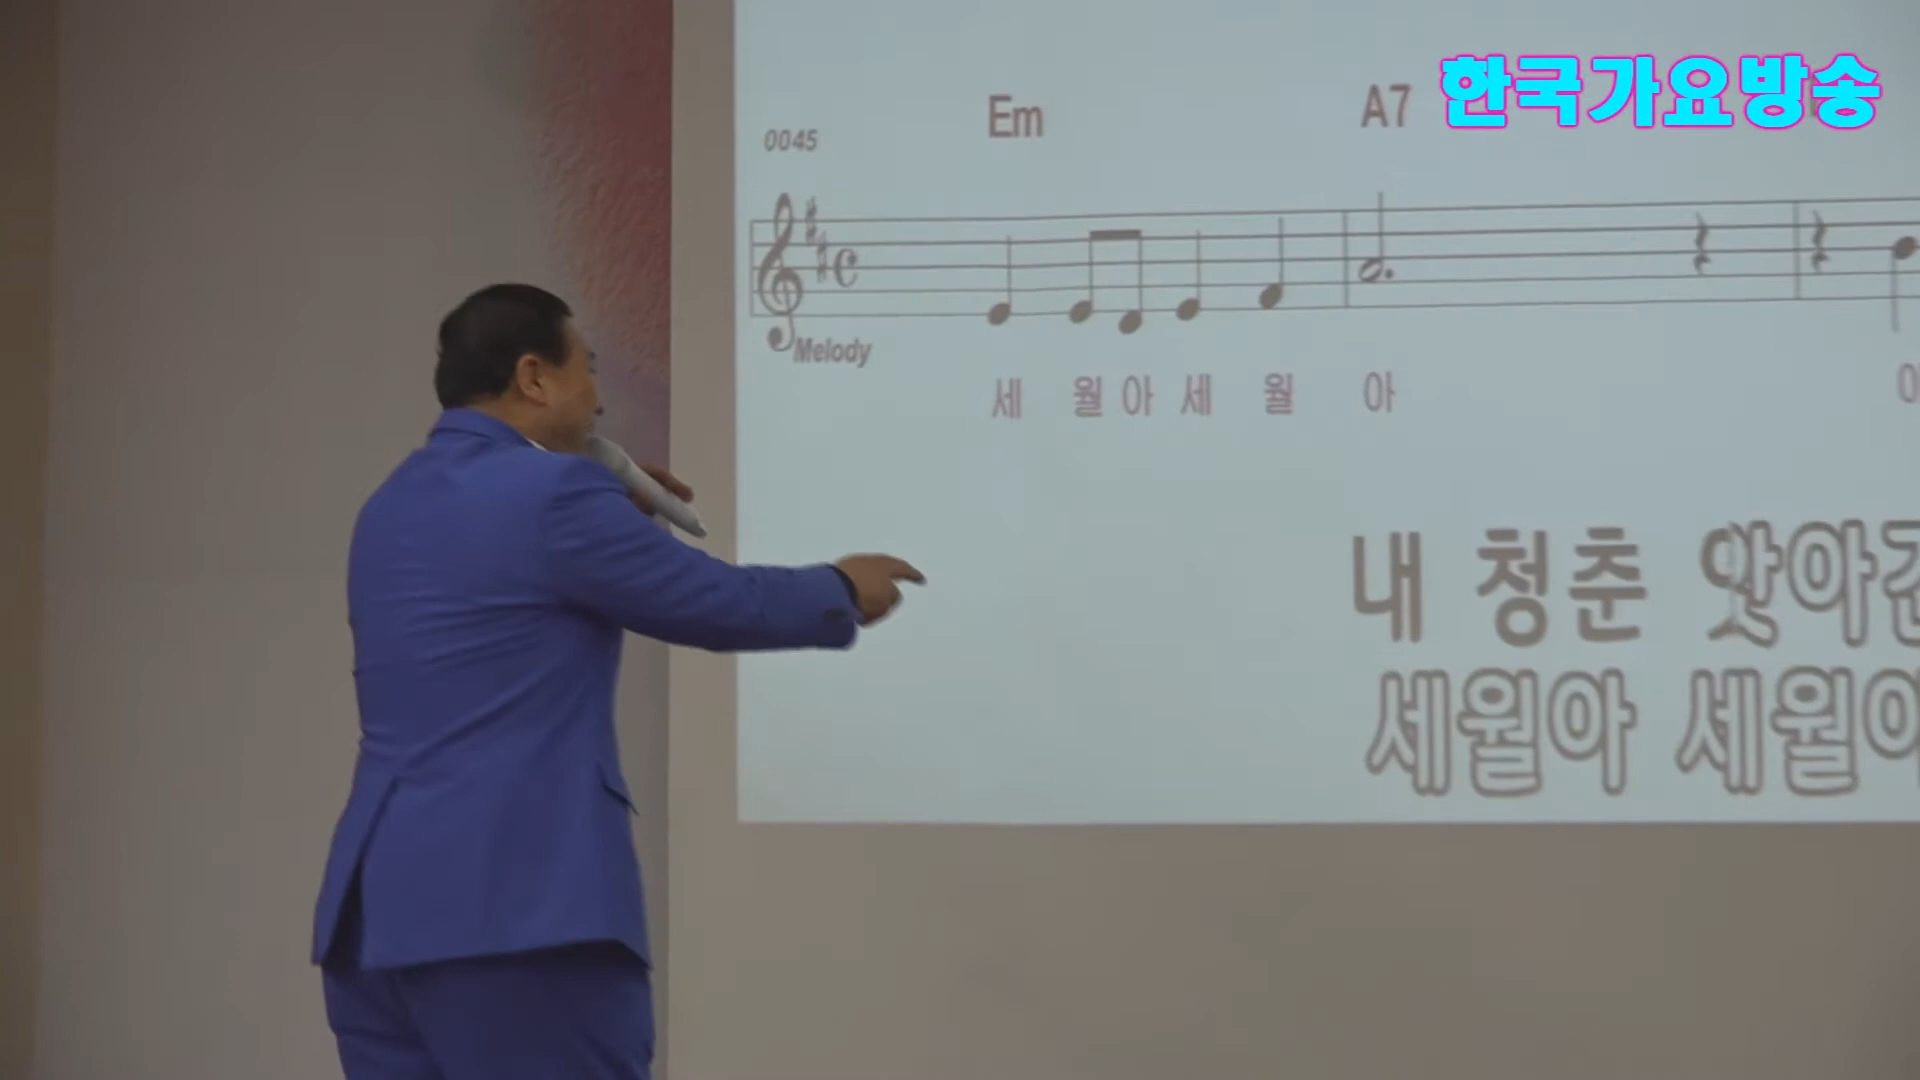 한국가요방송
Em A7
0045
Melody
세 월 아 세 월 아
내 청춘 앗아간
세월아 세월아